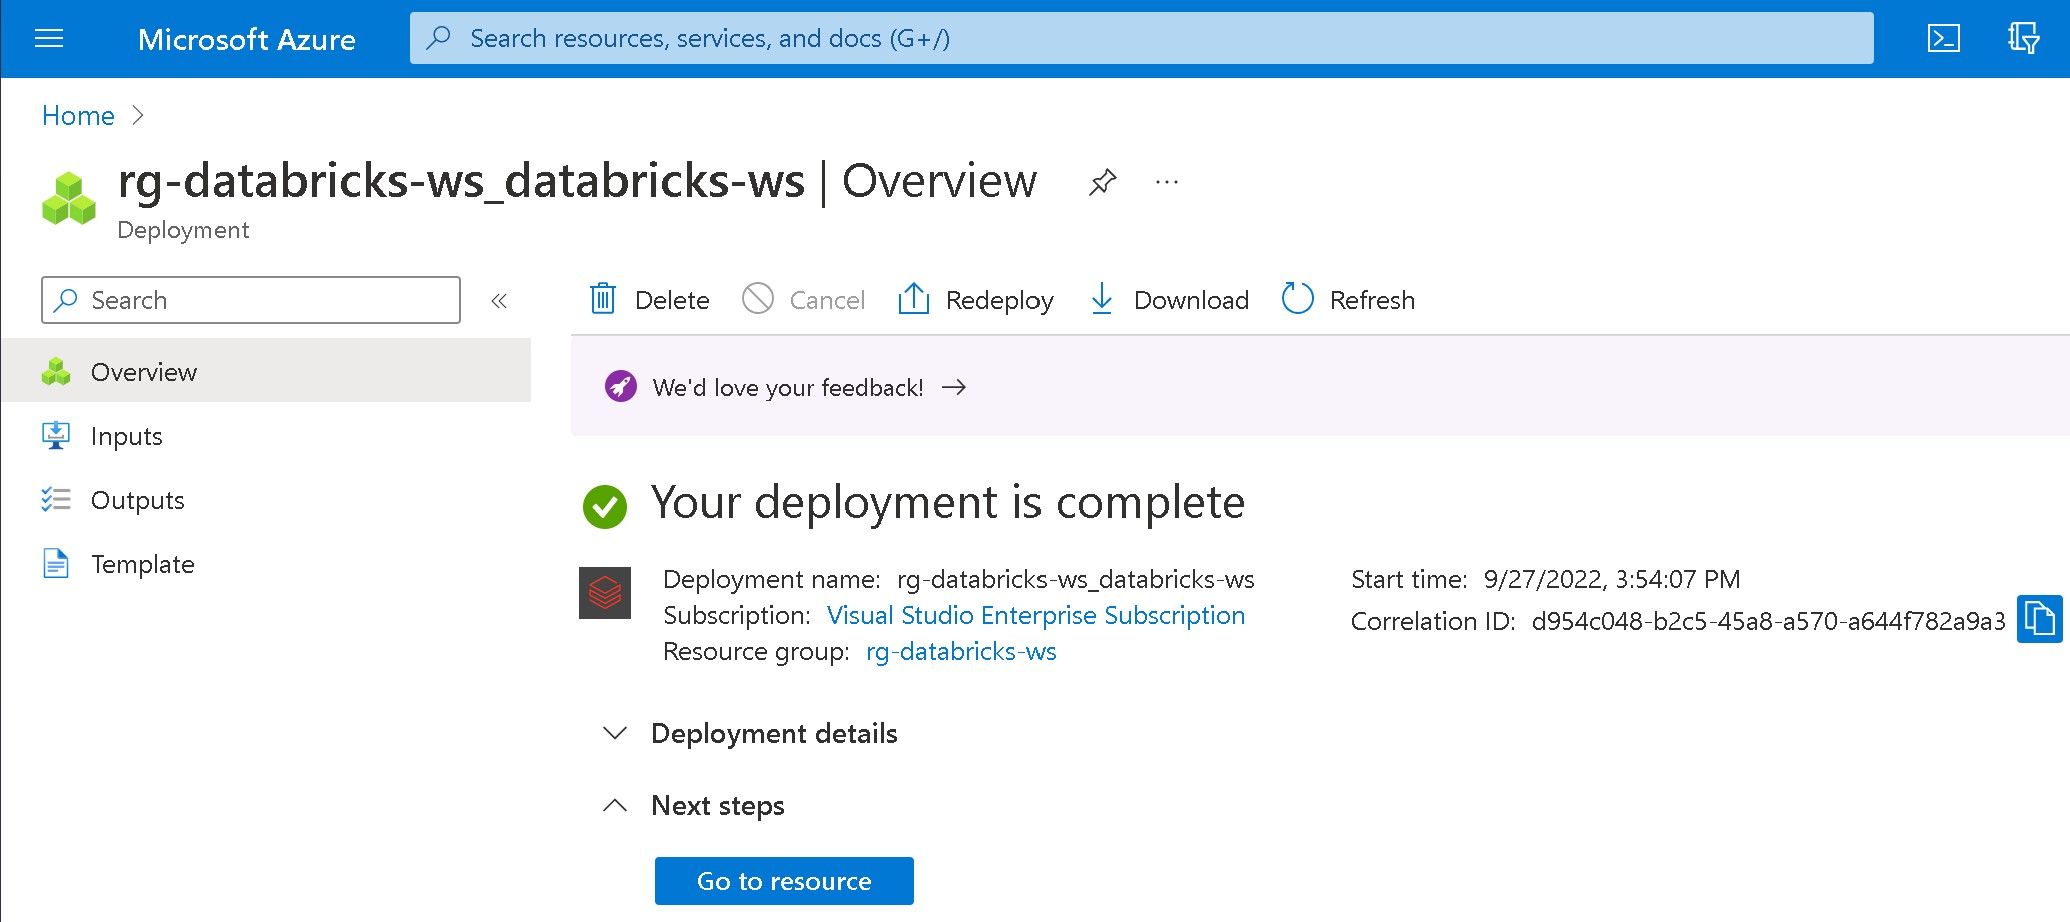 Microsoft Azure
Search resources, services, and docs (G+/)
Home
rg-databricks-ws_databricks-ws | Overview
Deployment
Search
Overview
Inputs
Outputs
Template
Delete
Cancel
Redeploy
Download
Refresh
We'd love your feedback!
Your deployment is complete
Deployment name: rg-databricks-ws_databricks-ws
Subscription: Visual Studio Enterprise Subscription
Resource group: rg-databricks-ws
Start time: 9/27/2022, 3:54:07 PM
Correlation ID: d954c048-b2c5-45a8-a570-a644f782a9a3
Deployment details
Next steps
Go to resource